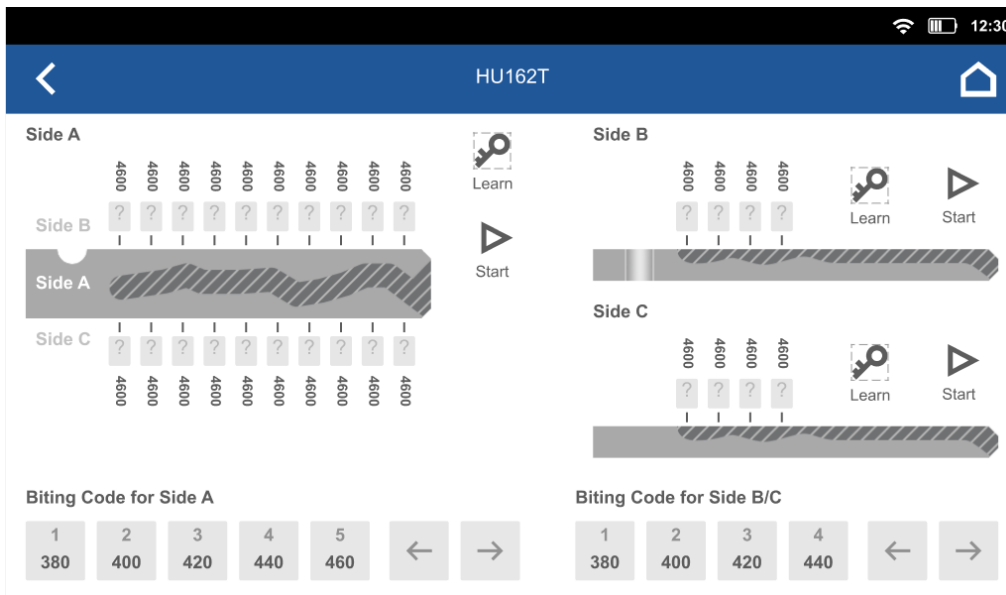 12:30
HU162T
Side A
4600 4600 4600 4600 4600 4600 4600 4600 4600 4600
Side B
? ? ? ? ? ? ? ? ? ?
Side A
Side C
? ? ? ? ? ? ? ? ? ?
4600 4600 4600 4600 4600 4600 4600 4600 4600 4600
Learn
Start
Side B
4600 4600 4600 4600
? ? ? ?
Learn
Start
Side C
4600 4600 4600 4600
? ? ? ?
Learn
Start
Biting Code for Side A
1 2 3 4 5
380 400 420 440 460
Biting Code for Side B/C
1 2 3 4
380 400 420 440